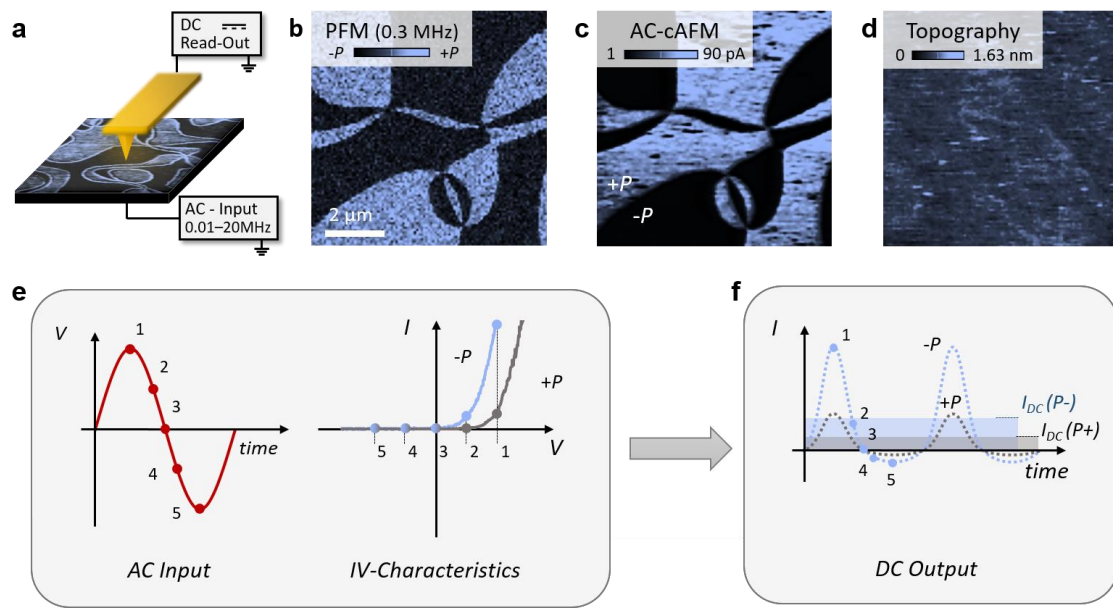 a
DC
Read-Out
AC - Input
0.01–20MHz
b
PFM (0.3 MHz)
-P
+P
2 µm
c
AC-cAFM
1
90 pA
+P
-P
d
Topography
0
1.63 nm
e
V
1
2
3
4
5
time
AC Input
I
-P
+P
V
5
4
3
2
1
IV-Characteristics
f
I
1
2
3
4
5
-P
+P
I DC (P-)
I DC (P+)
time
DC Output